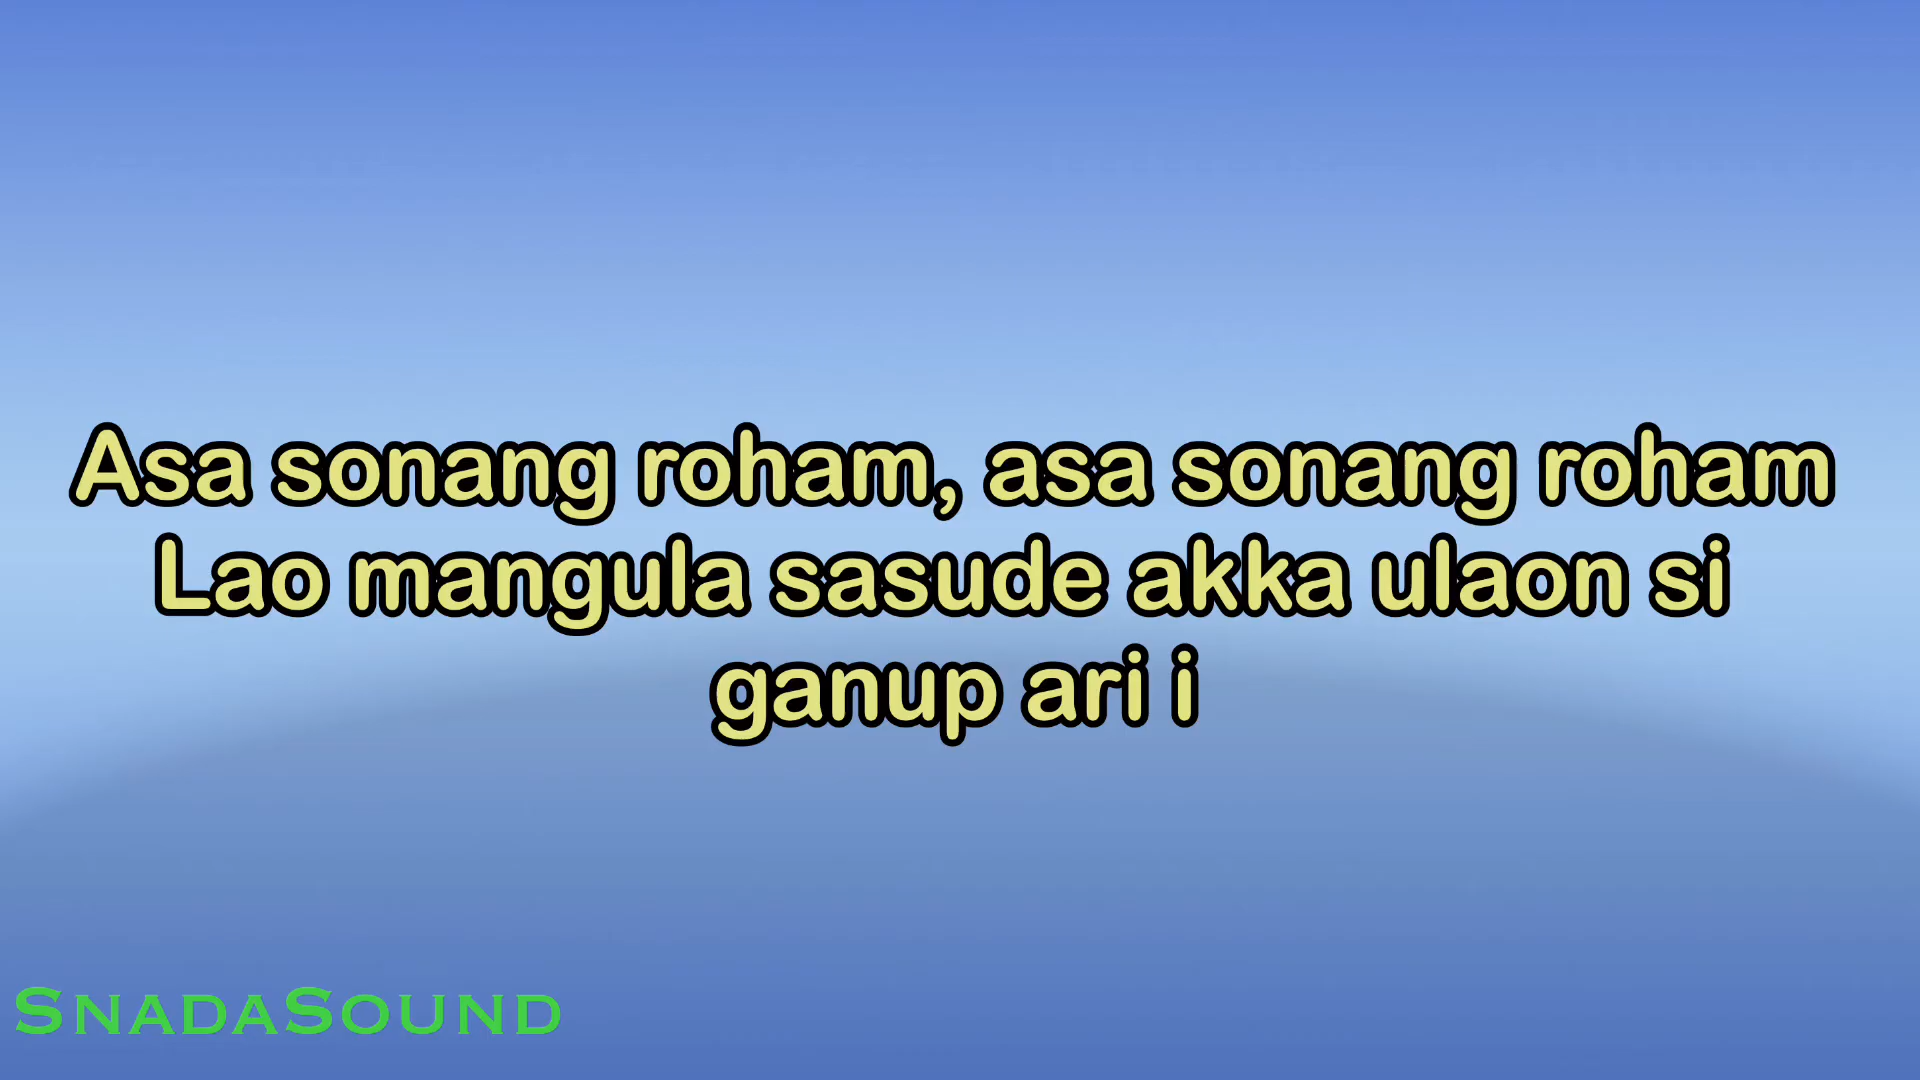 Asa sonang roham, asa sonang roham
Lao mangula sasude akka ulaon si
ganup ari i
SNADASOUND